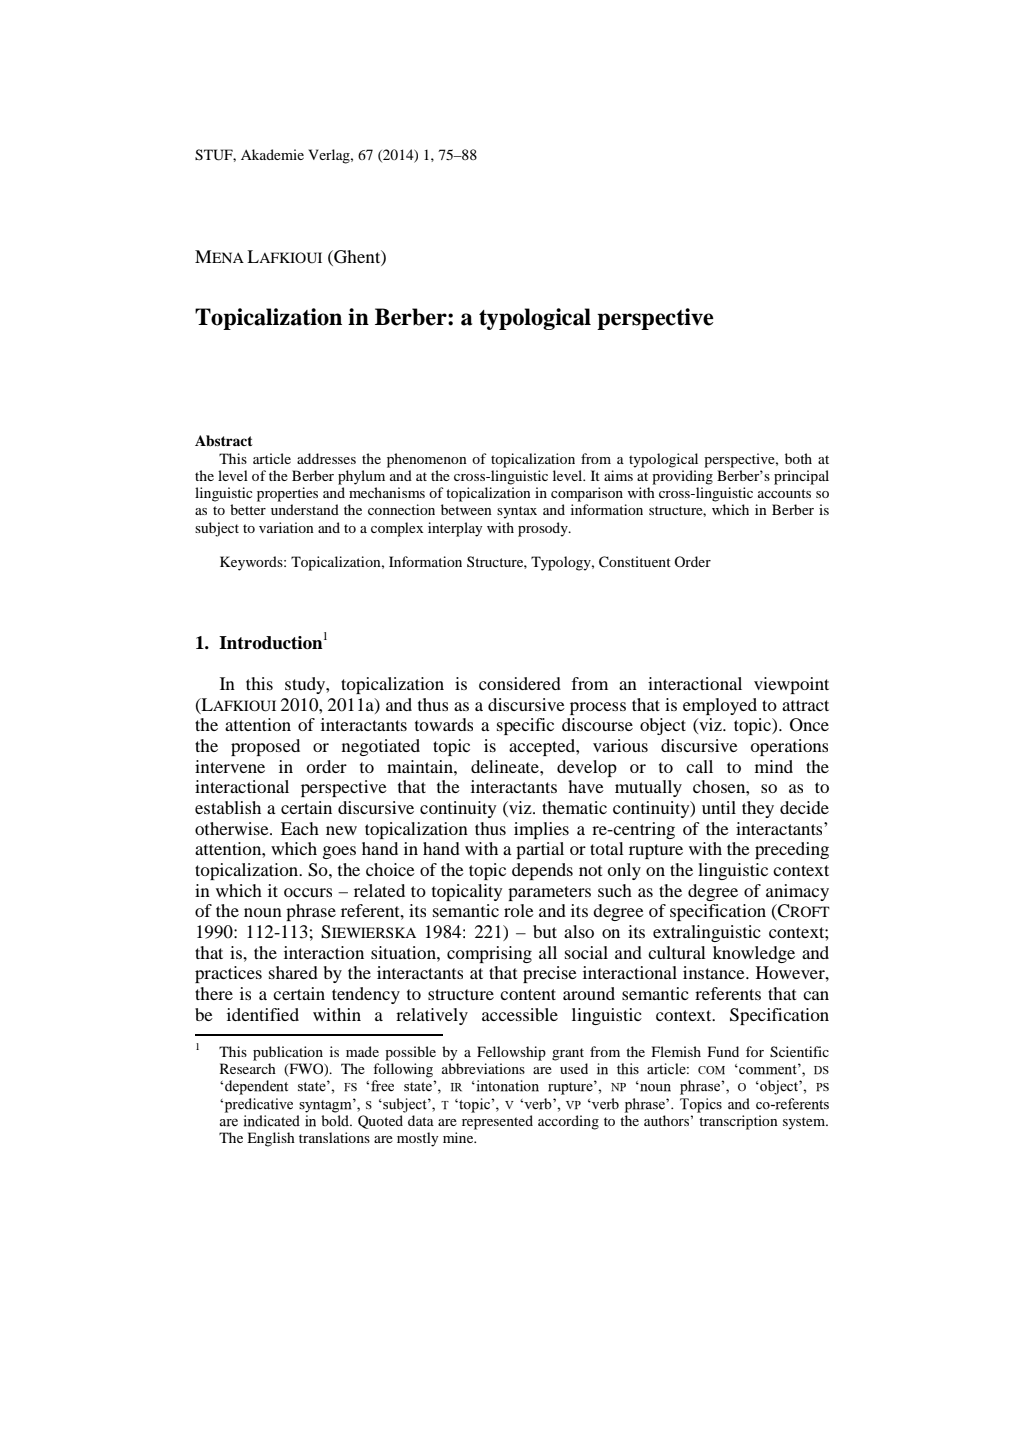 STUF, Akademie Verlag, 67 (2014) 1, 75–88
MENA LAFKIOUI (Ghent)
Topicalization in Berber: a typological perspective
Abstract
This article addresses the phenomenon of topicalization from a typological perspective, both at
the level of the Berber phylum and at the cross-linguistic level. It aims at providing Berber’s principal
linguistic properties and mechanisms of topicalization in comparison with cross-linguistic accounts so
as to better understand the connection between syntax and information structure, which in Berber is
subject to variation and to a complex interplay with prosody.
Keywords: Topicalization, Information Structure, Typology, Constituent Order
1. Introduction1
In this study, topicalization is considered from an interactional viewpoint
(LAFKIOUI 2010, 2011a) and thus as a discursive process that is employed to attract
the attention of interactants towards a specific discourse object (viz. topic). Once
the proposed or negotiated topic is accepted, various discursive operations
intervene in order to maintain, delineate, develop or to call to mind the
interactional perspective that the interactants have mutually chosen, so as to
establish a certain discursive continuity (viz. thematic continuity) until they decide
otherwise. Each new topicalization thus implies a re-centring of the interactants’
attention, which goes hand in hand with a partial or total rupture with the preceding
topicalization. So, the choice of the topic depends not only on the linguistic context
in which it occurs – related to topicality parameters such as the degree of animacy
of the noun phrase referent, its semantic role and its degree of specification (CROFT
1990: 112-113; SIEWIERSKA 1984: 221) – but also on its extralinguistic context;
that is, the interaction situation, comprising all social and cultural knowledge and
practices shared by the interactants at that precise interactional instance. However,
there is a certain tendency to structure content around semantic referents that can
be identified within a relatively accessible linguistic context. Specification
1 This publication is made possible by a Fellowship grant from the Flemish Fund for Scientific
Research (FWO). The following abbreviations are used in this article: COM ‘comment’, DS
‘dependent state’, FS ‘free state’, IR ‘intonation rupture’, NP ‘noun phrase’, O ‘object’, PS
‘predicative syntagm’, S ‘subject’, T ‘topic’, V ‘verb’, VP ‘verb phrase’. Topics and co-referents
are indicated in bold. Quoted data are represented according to the authors’ transcription system.
The English translations are mostly mine.